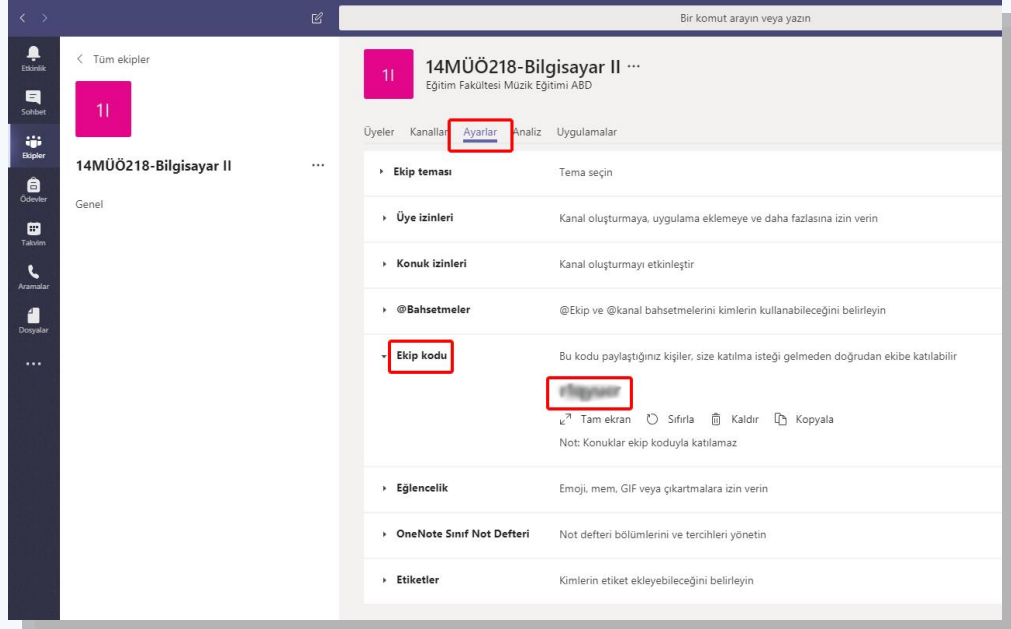 Bir komut arayın veya yazın
Etkinlik
Sohbet
Ekipler
Ödevler
Takvim
Aramalar
Dosyalar
Tüm ekipler
1I
14MÜÖ218-Bilgisayar II
Genel
1I
14MÜÖ218-Bilgisayar II
Eğitim Fakültesi Müzik Eğitimi ABD
Üyeler Kanallar Ayarlar Analiz Uygulamalar
Ekip teması Tema seçin
Üye izinleri Kanal oluşturmaya, uygulama eklemeye ve daha fazlasına izin verin
Konuk izinleri Kanal oluşturmayı etkinleştir
@Bahsetmeler @Ekip ve @kanal bahsetmelerini kimlerin kullanabileceğini belirleyin
Ekip kodu Bu kodu paylaştığınız kişiler, size katılma isteği gelmeden doğrudan ekibe katılabilir
Tam ekran Sıfırla Kaldır Kopyala
Not: Konuklar ekip koduyla katılamaz
Eğlencelik Emoji, mem, GIF veya çıkartmalara izin verin
OneNote Sınıf Not Defteri Not defteri bölümlerini ve tercihleri yönetin
Etiketler Kimlerin etiket ekleyebileceğini belirleyin